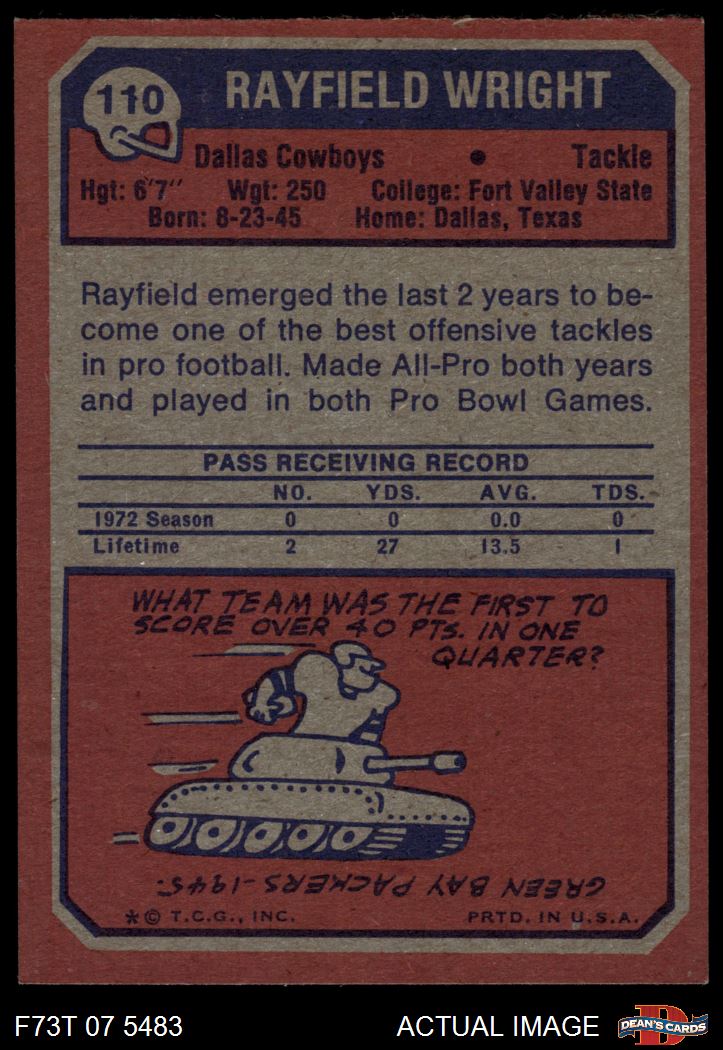 110
RAYFIELD WRIGHT
Dallas Cowboys • Tackle
Hgt: 6'7" Wgt: 250 College: Fort Valley State
Born: 8-23-45 Home: Dallas, Texas
Rayfield emerged the last 2 years to be-
come one of the best offensive tackles
in pro football. Made All-Pro both years
and played in both Pro Bowl Games.
PASS RECEIVING RECORD
NO. YDS. AVG. TDS.
1972 Season 0 0 0.0 0
Lifetime 2 27 13.5 1
WHAT TEAM WAS THE FIRST TO
SCORE OVER 40 PTS. IN ONE
QUARTER?
GREEN BAY PACKERS-1945.
*© T.C.G., INC. PRTD. IN U.S.A.
F73T 07 5483 ACTUAL IMAGE
D
DEAN'S CARDS